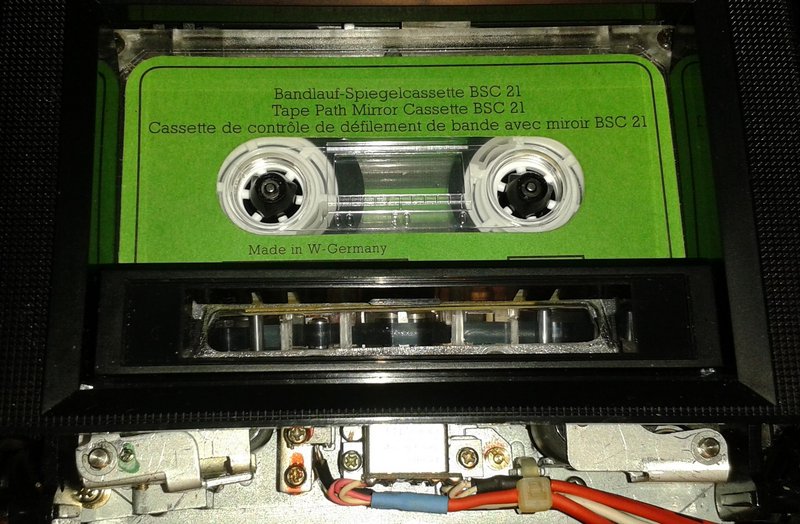 Bandlauf-Spiegelcassette BSC 21
Tape Path Mirror Cassette BSC 21
Cassette de contrôle de défilement de bande avec miroir BSC 21
Made in W-Germany